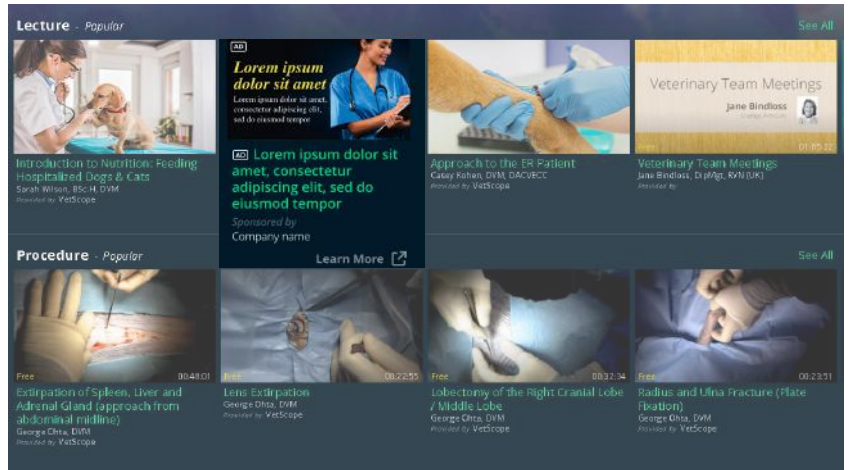 Lecture - Popular
See All
AD
Lorem ipsum
dolor sit amet
Lorem ipsum dolor sit amet,
consectetur adipiscing elit,
sed do eiusmod tempor
AD Lorem ipsum dolor sit
amet, consectetur
adipiscing elit, sed do
eiusmod tempor
Sponsored by
Company name
Learn More
Introduction to Nutrition: Feeding
Hospitalized Dogs & Cats
Sarah Wilson, BSc.H, DVM
Provided by VetScope
Approach to the ER Patient
Casey Kohen, DVM, DACVECC
Provided by VetScope
Veterinary Team Meetings
Jane Bindloss
Free
01:05:22
Veterinary Team Meetings
Jane Bindloss, DipMgt, RVN (UK)
Provided by
Procedure - Popular
See All
Free
00:48:01
Extirpation of Spleen, Liver and
Adrenal Gland (approach from
abdominal midline)
George Ohta, DVM
Provided by VetScope
Free
00:22:55
Lens Extirpation
George Ohta, DVM
Provided by VetScope
Free
00:32:34
Lobectomy of the Right Cranial Lobe
/ Middle Lobe
George Ohta, DVM
Provided by VetScope
Free
00:23:51
Radius and Ulna Fracture (Plate
Fixation)
George Ohta, DVM
Provided by VetScope